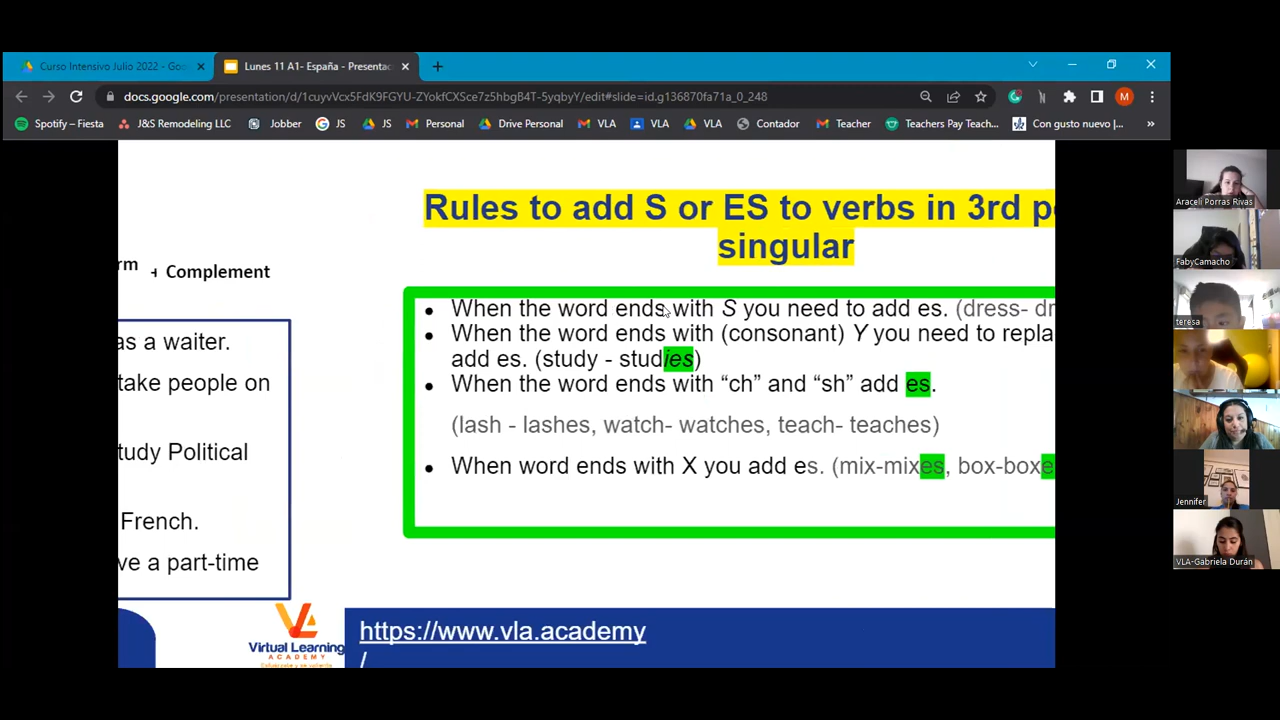 Curso Intensivo Julio 2022 - Goo
Lunes 11 A1- España - Presentac
docs.google.com/presentation/d/1cuyvVcx5FdK9FGYU-ZYokfCXSce7z5hbgB4T-5yqbyY/edit#slide=id.g136870fa71a_0_248
M
Spotify – Fiesta
J&S Remodeling LLC
Jobber
JS
JS
Personal
Drive Personal
VLA
VLA
VLA
Contador
Teacher
Teachers Pay Teach...
Con gusto nuevo |...
Rules to add S or ES to verbs in 3rd pe
singular
rm + Complement
as a waiter.
take people on
tudy Political
French.
ve a part-time
• When the word ends with S you need to add es. (dress- dr
• When the word ends with (consonant) Y you need to repla
add es. (study - studies)
• When the word ends with “ch” and “sh” add es.
(lash - lashes, watch- watches, teach- teaches)
• When word ends with X you add es. (mix-mixes, box-boxe
Virtual Learning
ACADEMY
https://www.vla.academy
/
Araceli Porras Rivas
FabyCamacho
teresa
Jennifer
VLA-Gabriela Durán